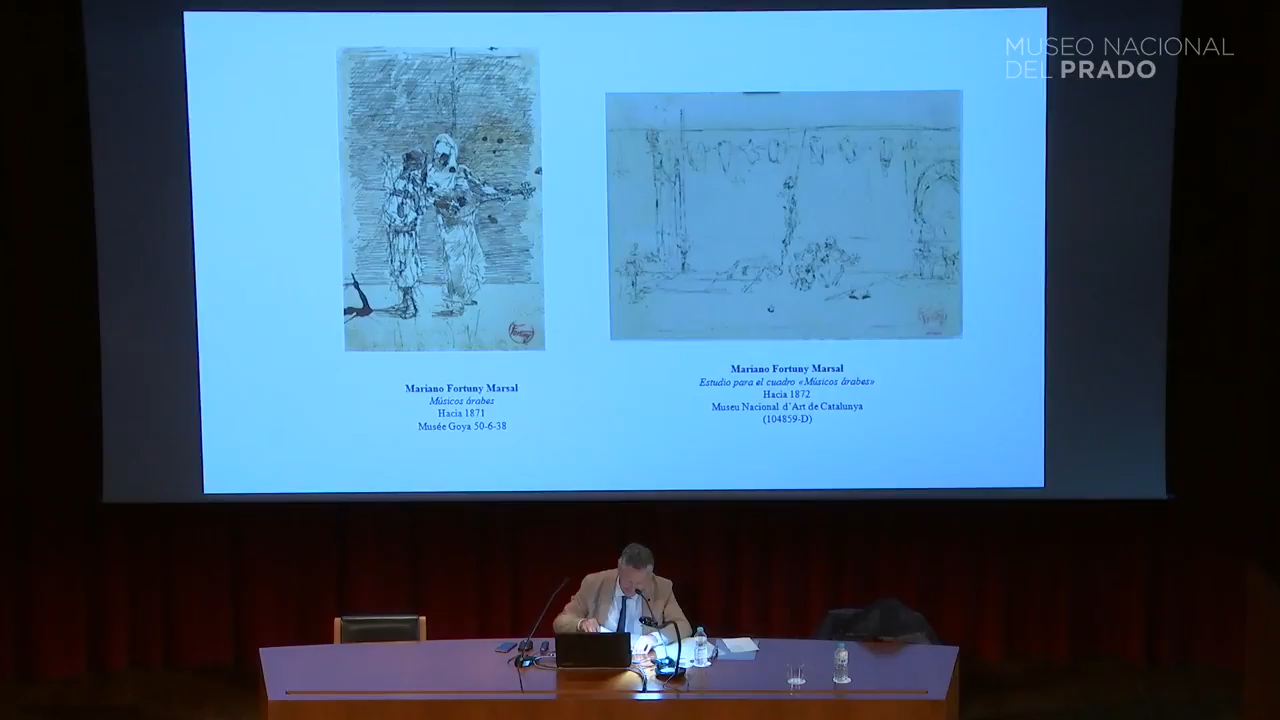 MUSEO NACIONAL
DEL PRADO
Mariano Fortuny Marsal
Músicos árabes
Hacia 1871
Musée Goya 50-6-38
Mariano Fortuny Marsal
Estudio para el cuadro «Músicos árabes»
Hacia 1872
Museu Nacional d'Art de Catalunya
(104859-D)